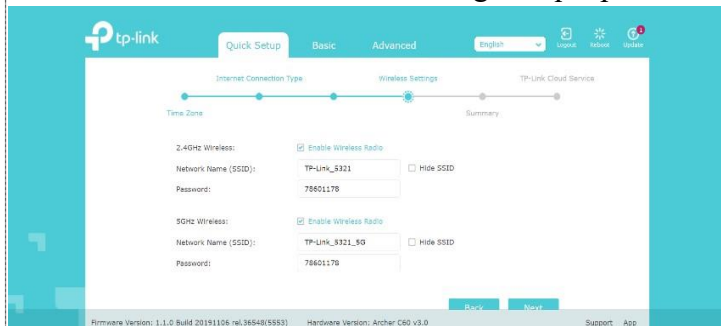 tp-link
Quick Setup Basic Advanced English Logout Reboot Update 1
Internet Connection Type Wireless Settings TP-Link Cloud Service
Time Zone Summary
2.4GHz Wireless: Enable Wireless Radio
Network Name (SSID): TP-Link_5321 Hide SSID
Password: 78601178
5GHz Wireless: Enable Wireless Radio
Network Name (SSID): TP-Link_5321_5G Hide SSID
Password: 78601178
Back Next
Firmware Version: 1.1.0 Build 20191106 rel.36548(5553) Hardware Version: Archer C60 v3.0 Support App